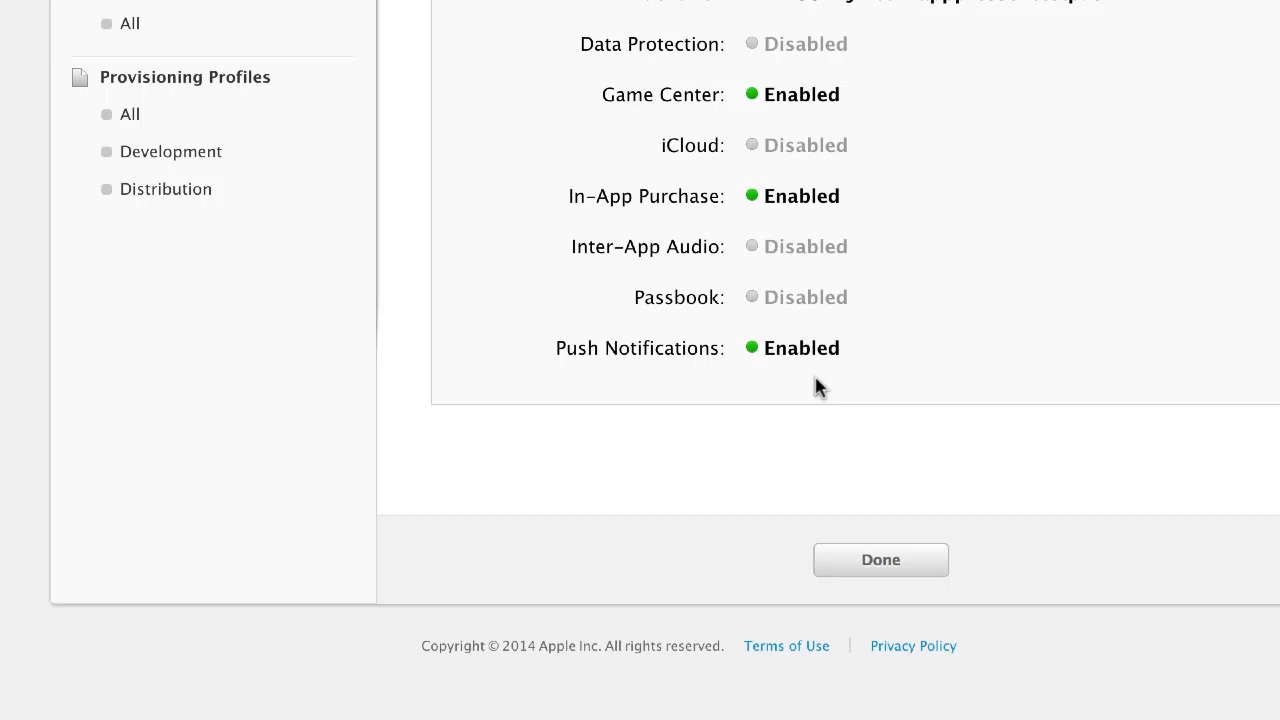 All
Provisioning Profiles
All
Development
Distribution
Data Protection: Disabled
Game Center: Enabled
iCloud: Disabled
In-App Purchase: Enabled
Inter-App Audio: Disabled
Passbook: Disabled
Push Notifications: Enabled
Done
Copyright © 2014 Apple Inc. All rights reserved. Terms of Use Privacy Policy